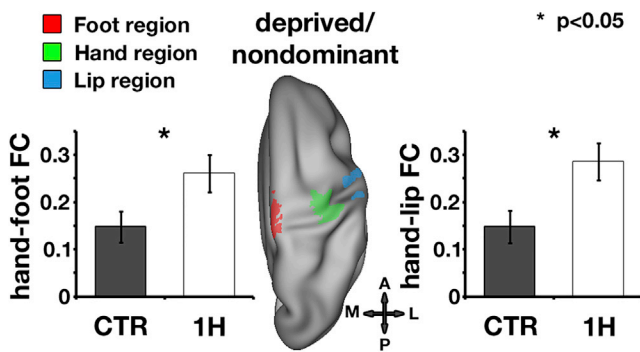 Foot region
Hand region
Lip region
deprived/
nondominant
* p<0.05
hand-foot FC
0.3
0.2
0.1
0
*
CTR
1H
A
M
L
P
hand-lip FC
0.3
0.2
0.1
0
*
CTR
1H